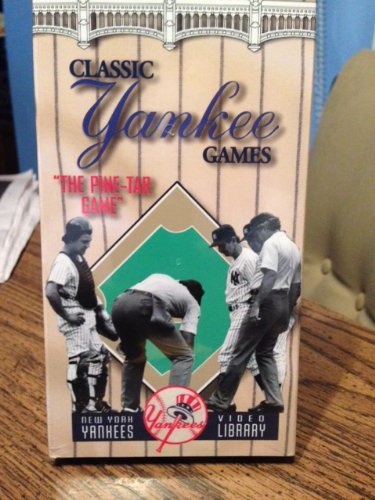 CLASSIC
Yankee
GAMES
"THE PINE-TAR
GAME"
NEW YORK
YANKEES
Yankees
VIDEO
LIBRARY